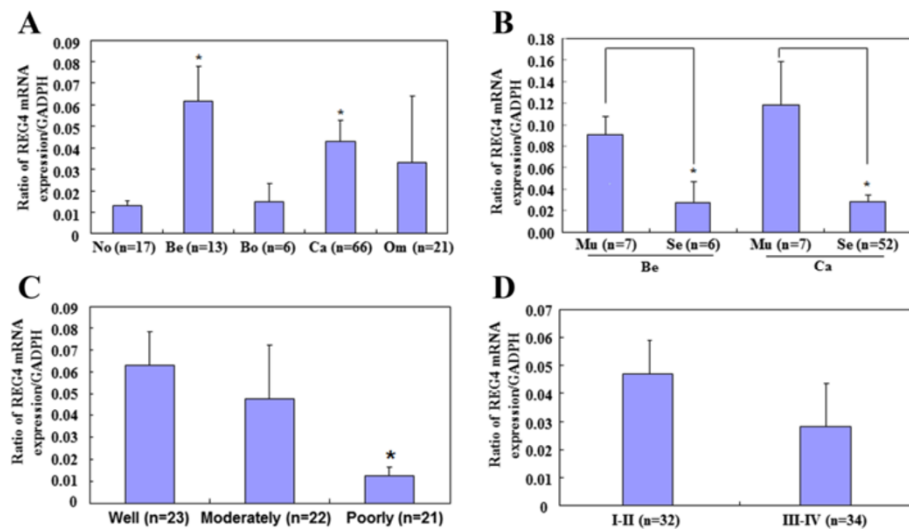 A
Ratio of REG4 mRNA
expression/GADPH
0.09
0.08
0.07
0.06
0.05
0.04
0.03
0.02
0.01
0
*
*
No (n=17) Be (n=13) Bo (n=6) Ca (n=66) Om (n=21)
B
Ratio of REG4 mRNA
expression/GADPH
0.18
0.16
0.14
0.12
0.10
0.08
0.06
0.04
0.02
0.00
*
*
Mu (n=7) Se (n=6) Mu (n=7) Se (n=52)
Be Ca
C
Ratio of REG4 mRNA
expression/GADPH
0.09
0.08
0.07
0.06
0.05
0.04
0.03
0.02
0.01
0
*
Well (n=23) Moderately (n=22) Poorly (n=21)
D
Ratio of REG4 mRNA
expression/GADPH
0.07
0.06
0.05
0.04
0.03
0.02
0.01
0
I-II (n=32) III-IV (n=34)